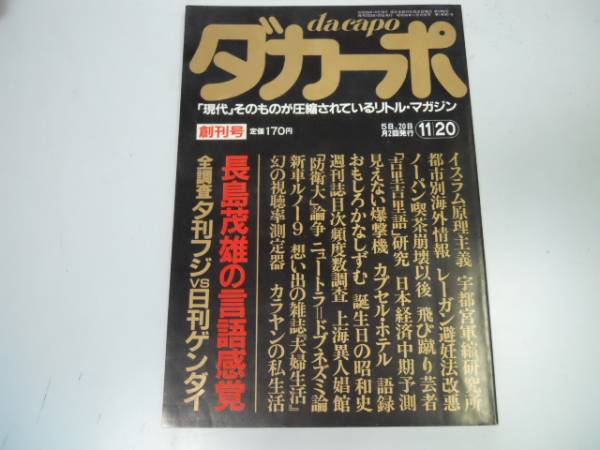 da capo
ダカーポ
「現代」そのものが圧縮されているリトル・マガジン
創刊号
定価170円
5日、20日
月2回発行
11/20
イスラム原理主義 宇都宮軍縮研究所
都市別海外情報 レーガン避妊法改悪
ノーパン喫茶崩壊以後 飛び蹴り芸者
「吉里吉里語」研究 日本経済中期予測
見えない爆撃機 カプセル・ホテル 語録
おもしろかなしずむ 誕生日の昭和史
週刊誌目次頻度数調査 上海異人娼館
「防衛大」論争 ニュートラ＝ドブネズミ論
新車ルノー9 想い出の雑誌『夫婦生活』
幻の視聴率測定器 カラヤンの私生活
長島茂雄の言語感覚
全調査夕刊フジvs日刊ゲンダイ